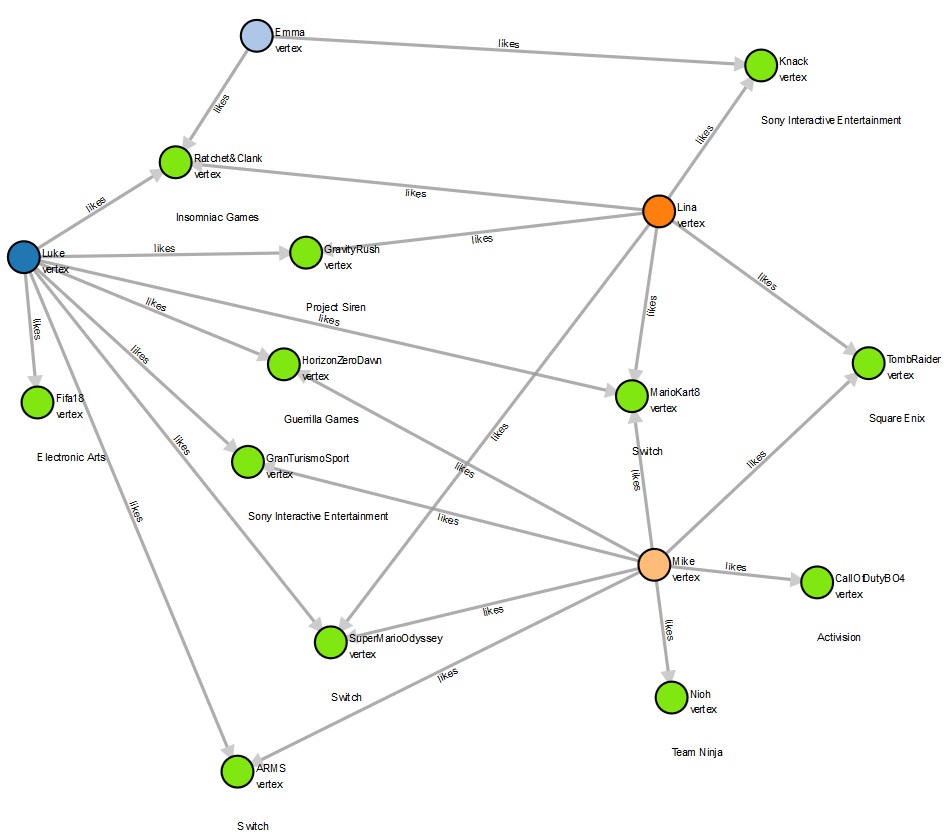 Emma
vertex
likes
Knack
vertex
Sony Interactive Entertainment
likes
likes
Ratchet&Clank
vertex
likes
Insomniac Games
likes
Lina
vertex
likes
likes
GravityRush
vertex
likes
Luke
vertex
Project Siren
likes
likes
likes
likes
likes
likes
HorizonZeroDawn
vertex
TombRaider
vertex
MarioKart8
vertex
Fifa18
vertex
Guerrilla Games
Square Enix
likes
likes
Switch
Electronic Arts
GranTurismoSport
vertex
likes
likes
likes
likes
Sony Interactive Entertainment
likes
Mike
vertex
likes
CallOfDutyBO4
vertex
likes
likes
SuperMarioOdyssey
vertex
Activision
likes
Switch
Nioh
vertex
Team Ninja
ARMS
vertex
Switch